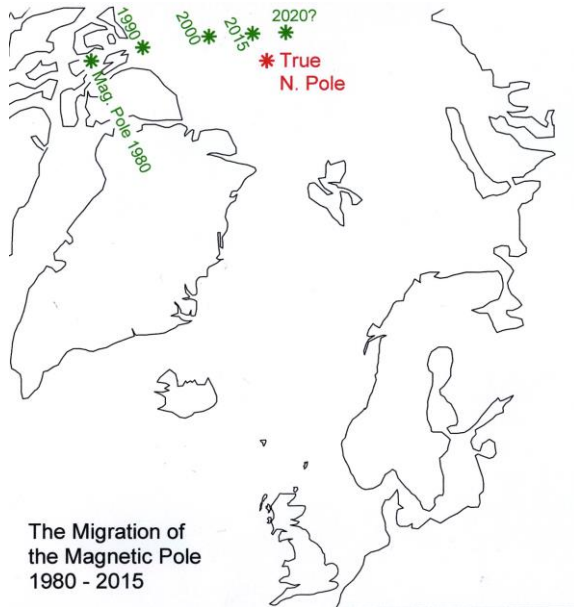 1990
2000
2015
2020?
True
N. Pole
Mag. Pole 1980
The Migration of
the Magnetic Pole
1980 - 2015